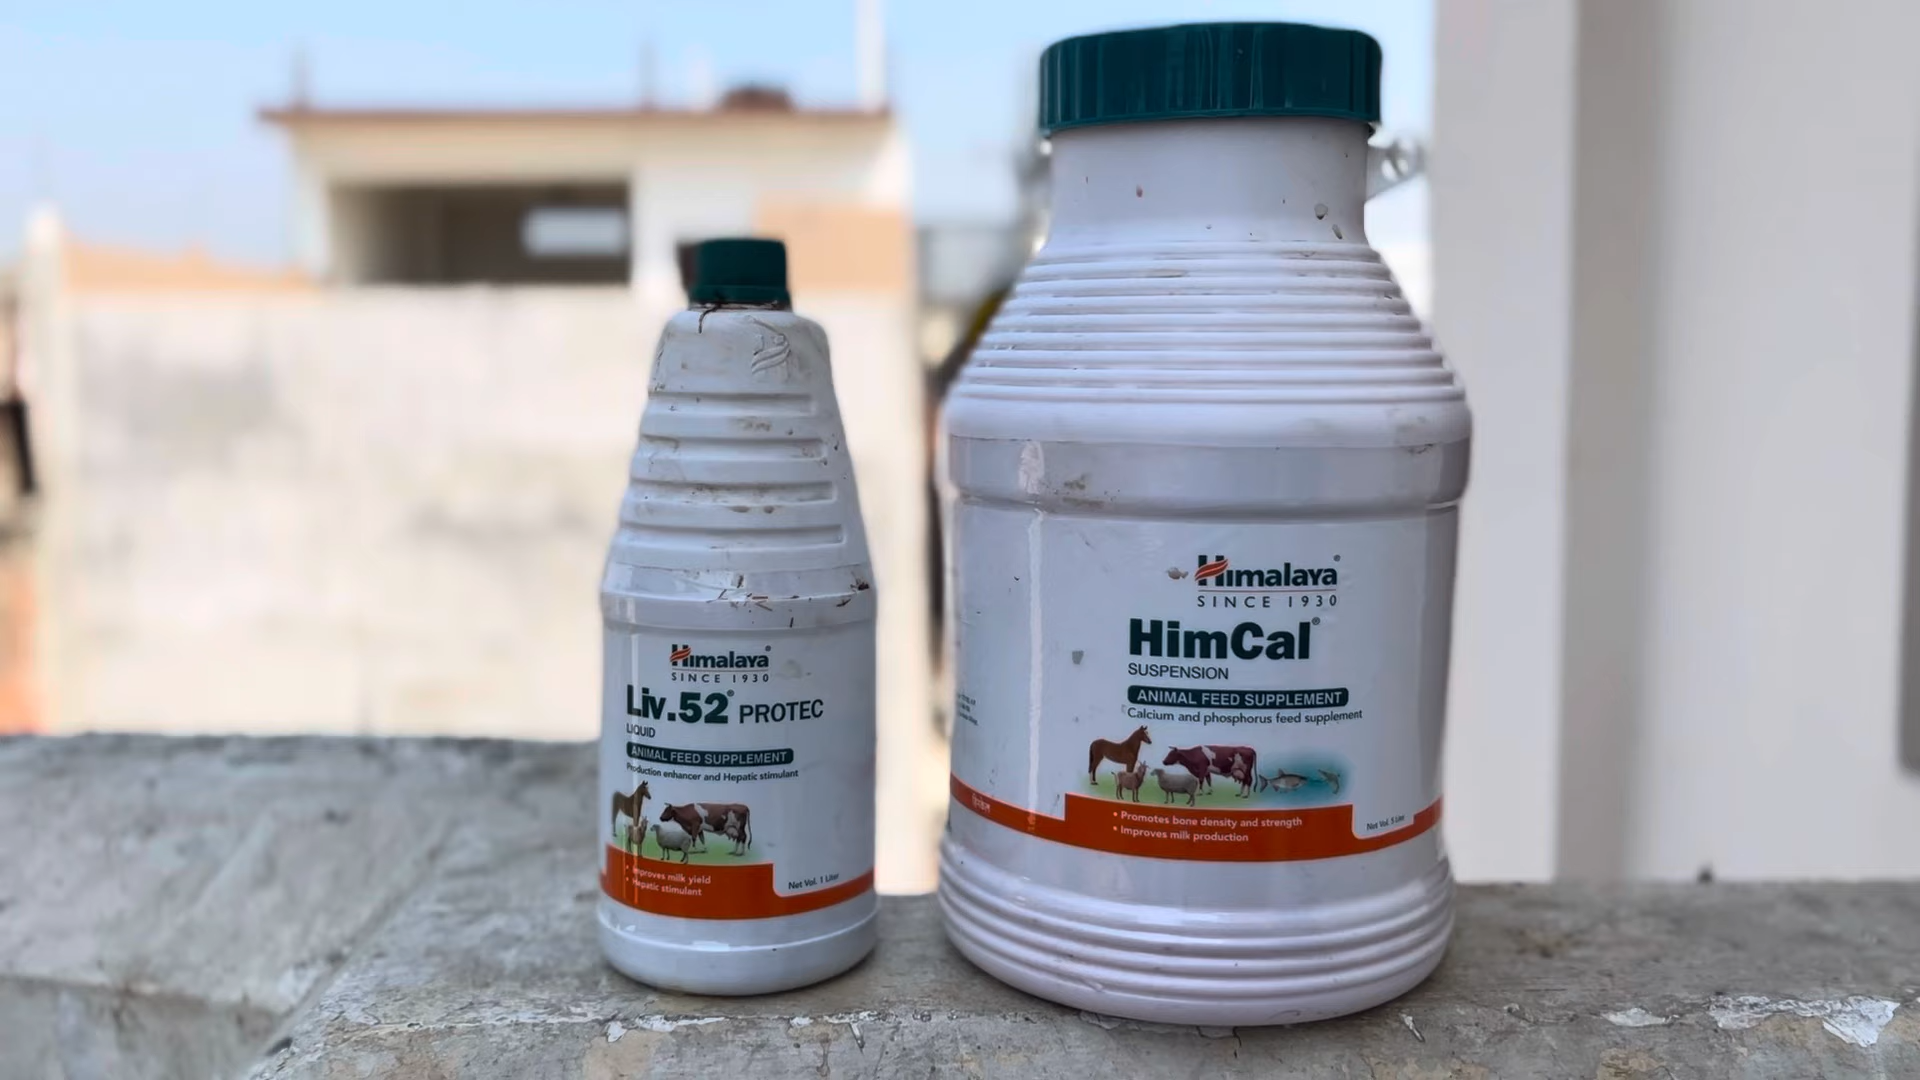 Himalaya
SINCE 1930
Liv.52® PROTEC
LIQUID
ANIMAL FEED SUPPLEMENT
Production enhancer and Hepatic stimulant
• Improves milk yield
• Hepatic stimulant
Net Vol. 1 Liter
Himalaya®
SINCE 1930
HimCal®
SUSPENSION
ANIMAL FEED SUPPLEMENT
Calcium and phosphorus feed supplement
• Promotes bone density and strength
• Improves milk production
Net Vol. 5 Litre
हिमकैल